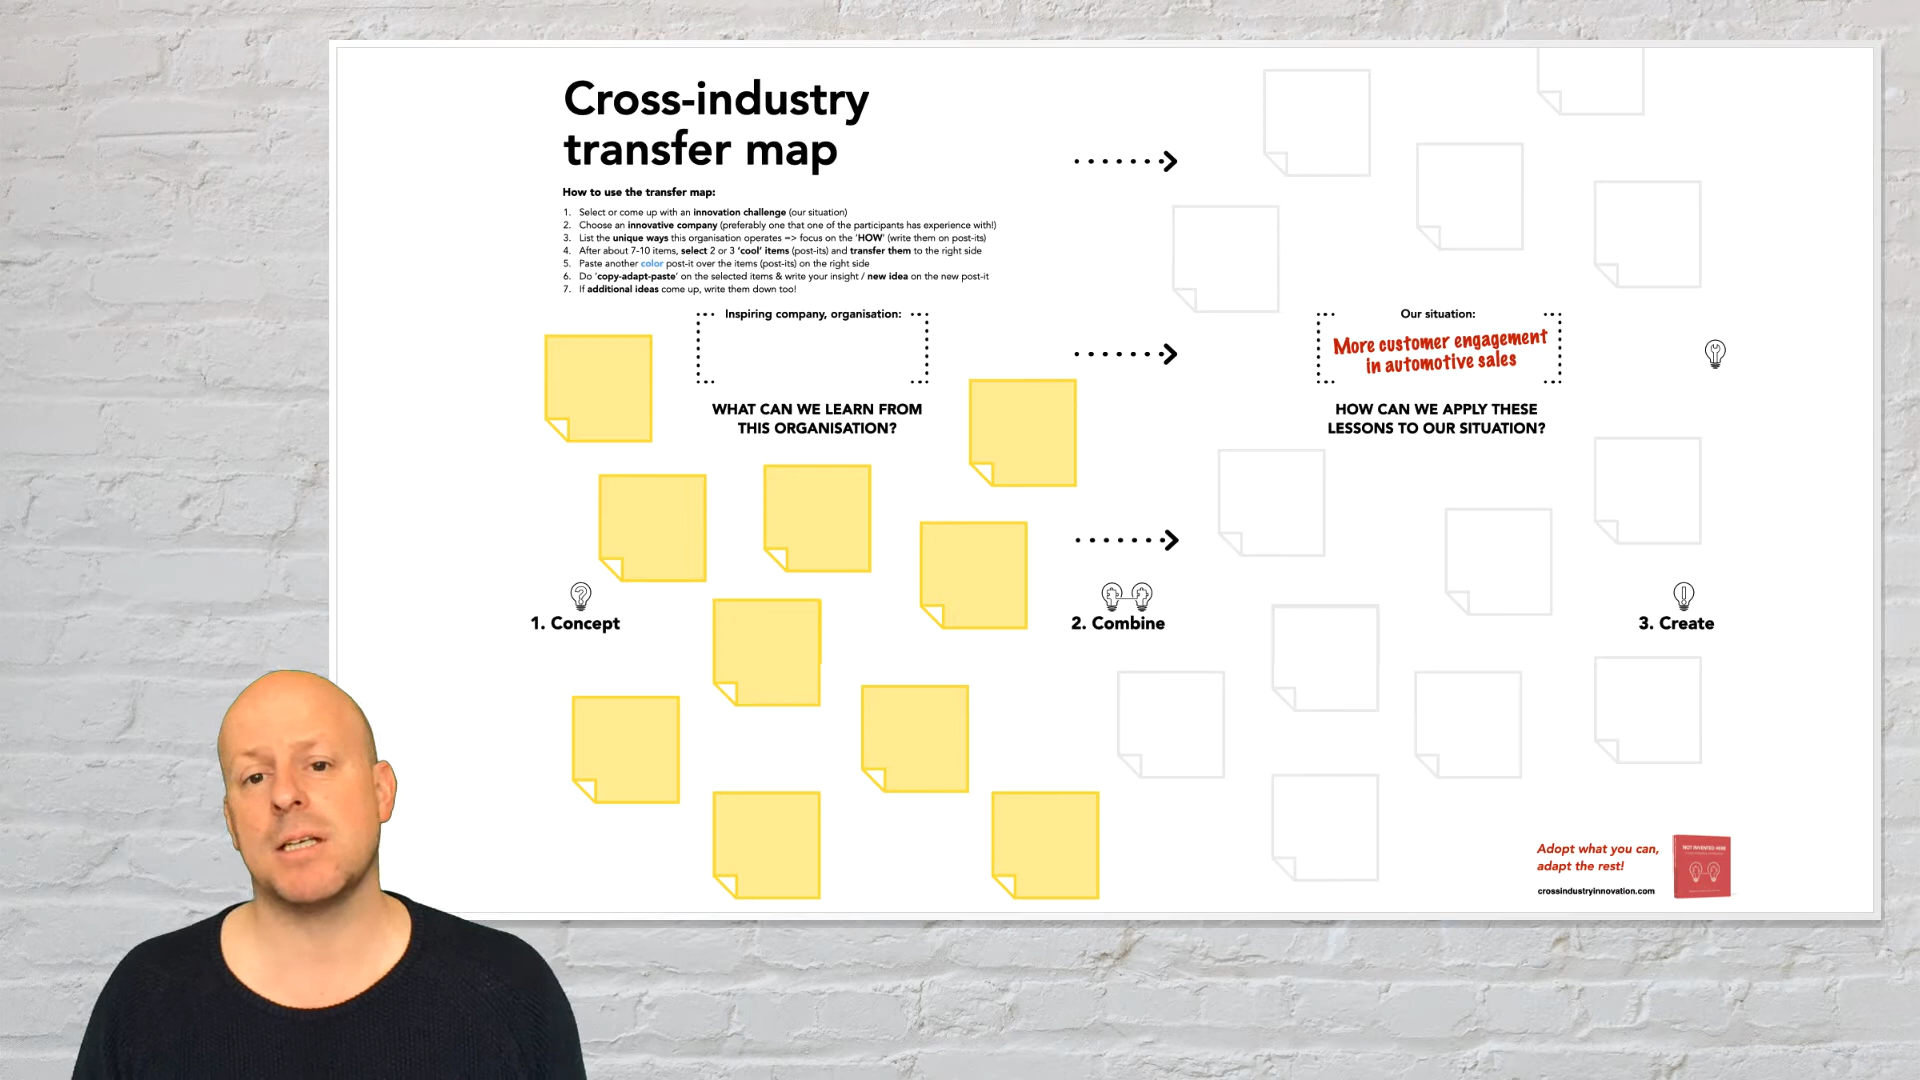 Cross-industry
transfer map
How to use the transfer map:
1. Select or come up with an innovation challenge (our situation)
2. Choose an innovative company (preferably one that one of the participants has experience with!)
3. List the unique ways this organisation operates => focus on the 'HOW' (write them on post-its)
4. After about 7-10 items, select 2 or 3 'cool' items (post-its) and transfer them to the right side
5. Paste another color post-it over the items (post-its) on the right side
6. Do 'copy-adapt-paste' on the selected items & write your insight / new idea on the new post-it
7. If additional ideas come up, write them down too!
Inspiring company, organisation:
WHAT CAN WE LEARN FROM
THIS ORGANISATION?
Our situation:
More customer engagement
in automotive sales
HOW CAN WE APPLY THESE
LESSONS TO OUR SITUATION?
1. Concept
2. Combine
3. Create
Adopt what you can,
adapt the rest!
crossindustryinnovation.com
NOT INVENTED HERE